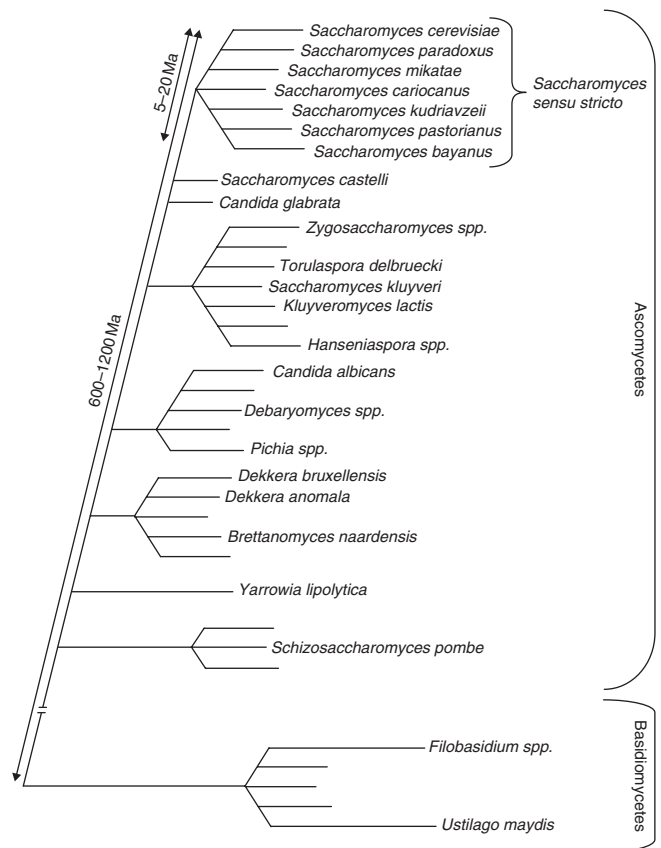 Saccharomyces cerevisiae
Saccharomyces paradoxus
Saccharomyces mikatae
Saccharomyces cariocanus
Saccharomyces kudriavzeii
Saccharomyces pastorianus
Saccharomyces bayanus
Saccharomyces
sensu stricto
5–20 Ma
Saccharomyces castelli
Candida glabrata
Zygosaccharomyces spp.
Torulaspora delbruecki
Saccharomyces kluyveri
Kluyveromyces lactis
Hanseniaspora spp.
Ascomycetes
600–1200 Ma
Candida albicans
Debaryomyces spp.
Pichia spp.
Dekkera bruxellensis
Dekkera anomala
Brettanomyces naardensis
Yarrowia lipolytica
Schizosaccharomyces pombe
Filobasidium spp.
Ustilago maydis
Basidiomycetes